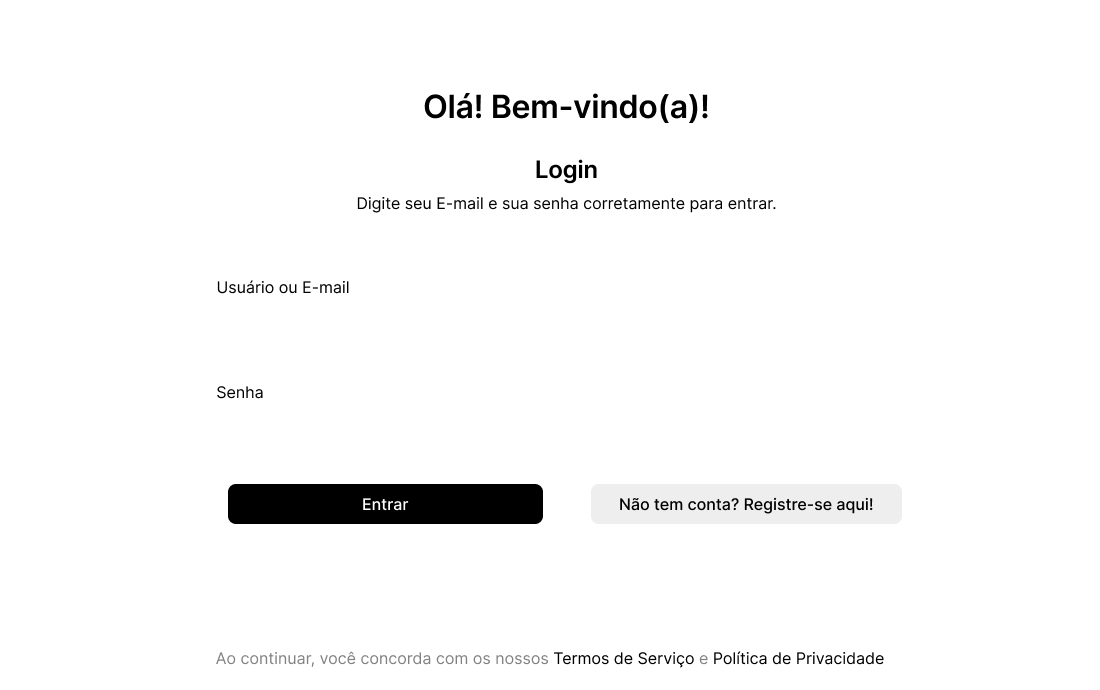 Olá! Bem-vindo(a)!
Login
Digite seu E-mail e sua senha corretamente para entrar.
Usuário ou E-mail
Senha
Entrar
Não tem conta? Registre-se aqui!
Ao continuar, você concorda com os nossos Termos de Serviço e Política de Privacidade